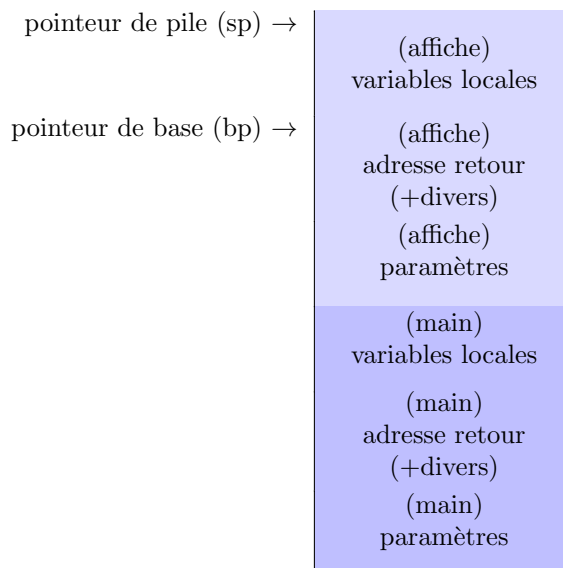 pointeur de pile (sp) →
(affiche)
variables locales
pointeur de base (bp) →
(affiche)
adresse retour
(+divers)
(affiche)
paramètres
(main)
variables locales
(main)
adresse retour
(+divers)
(main)
paramètres